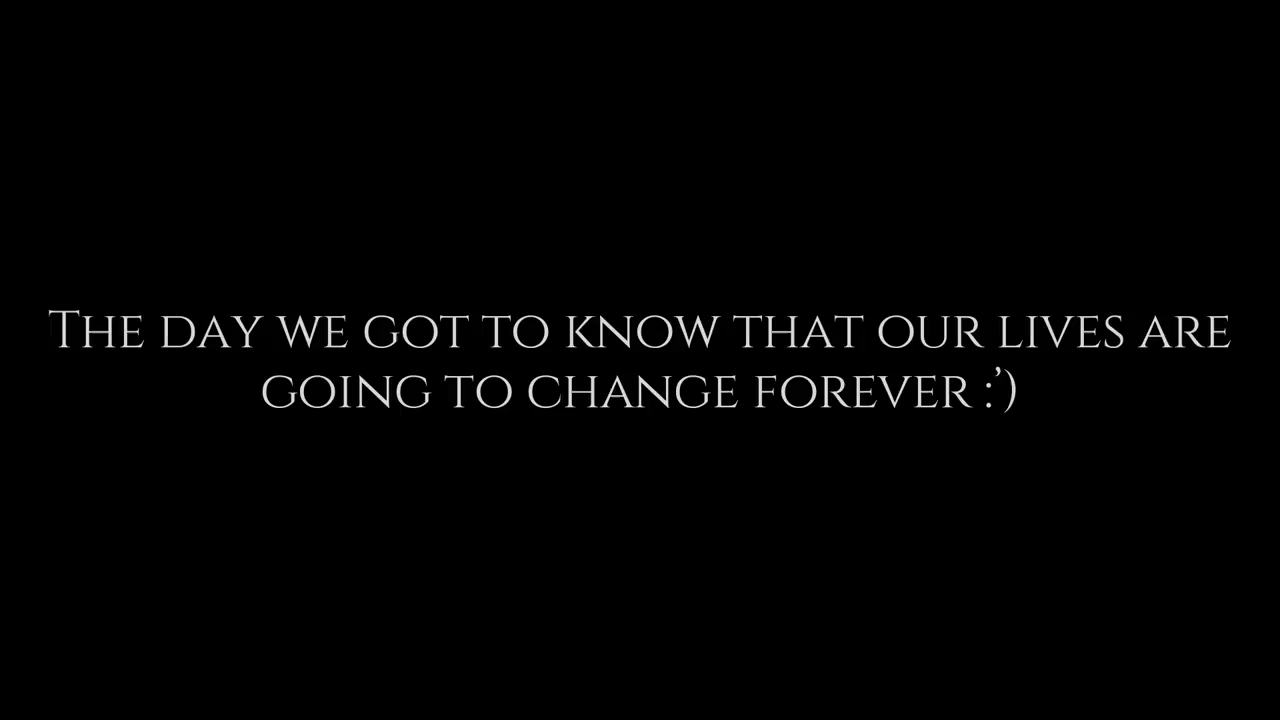 The day we got to know that our lives are
going to change forever :’)